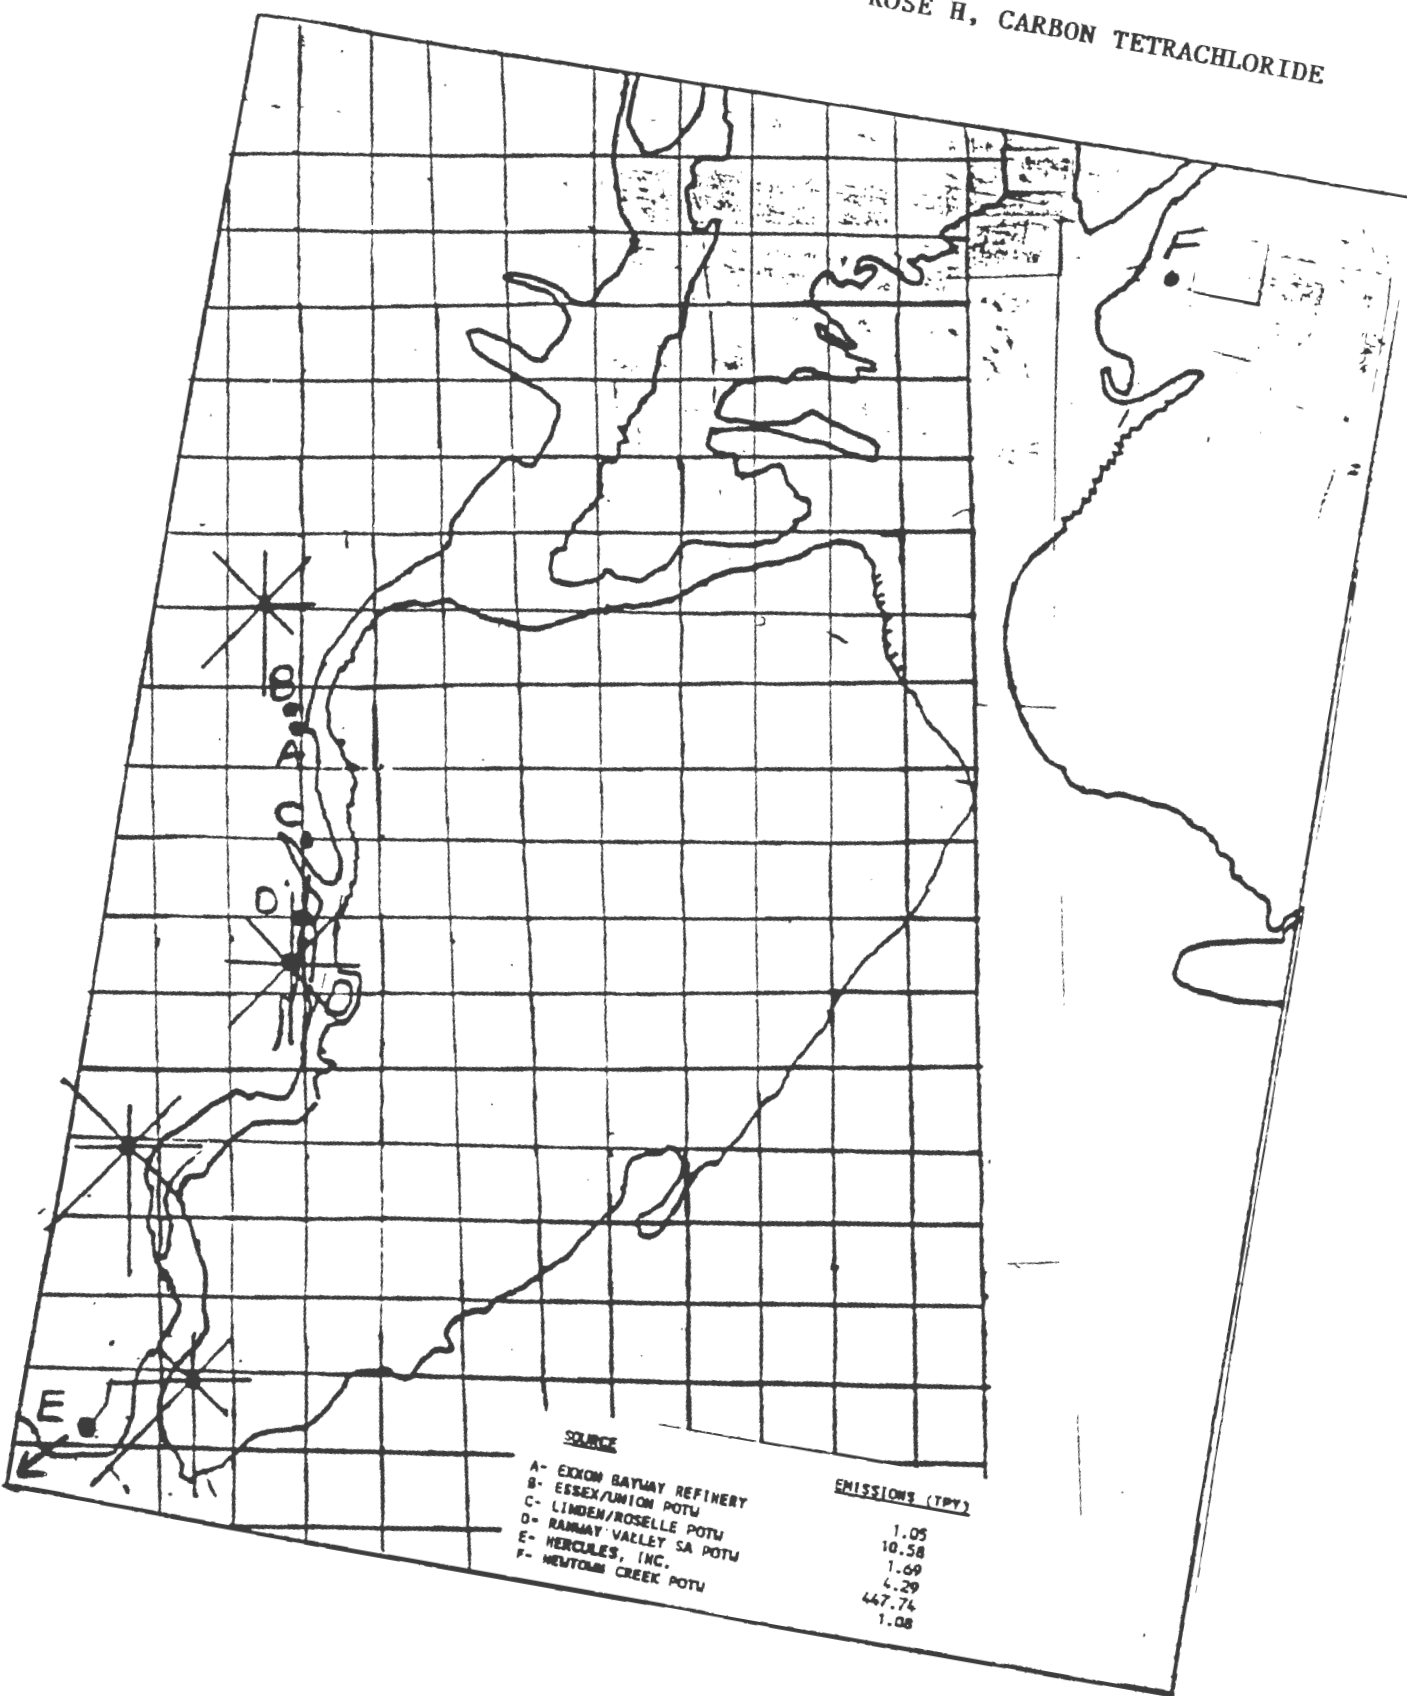 ROSE H, CARBON TETRACHLORIDE
F
B
A
C
D
E
SOURCE EMISSIONS (TPY)
A- EXXON BAYWAY REFINERY 1.05
B- ESSEX/UNION POTW 10.58
C- LINDEN/ROSELLE POTW 1.69
D- RAHWAY VALLEY SA POTW 4.29
E- HERCULES, INC. 447.74
F- NEWTOWN CREEK POTW 1.08